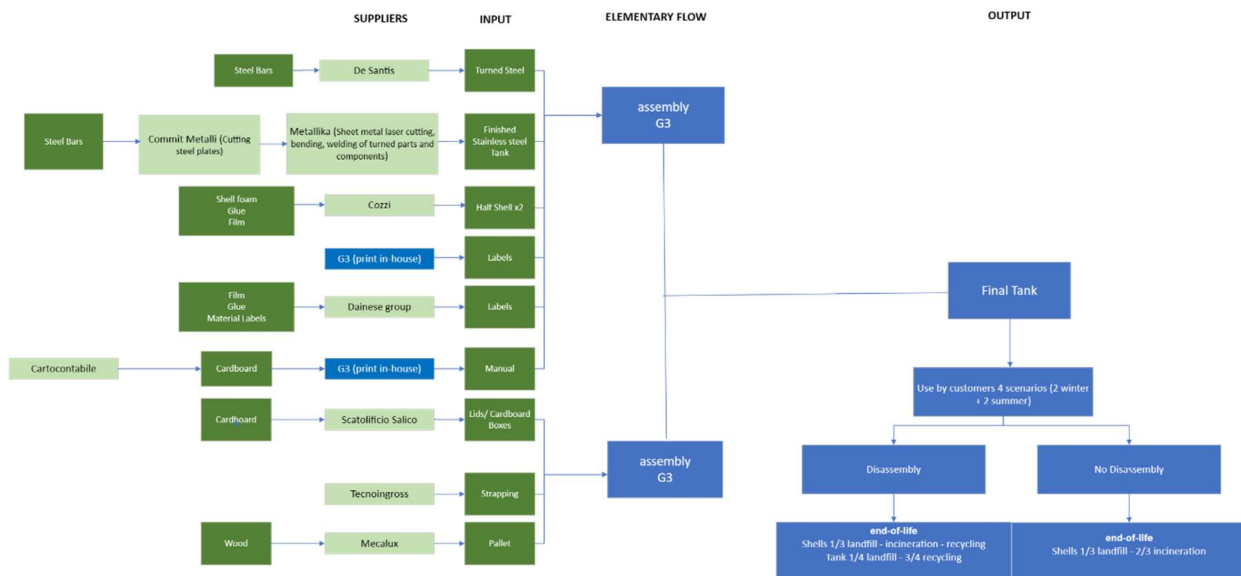 SUPPLIERS
INPUT
ELEMENTARY FLOW
OUTPUT
Steel Bars
De Santis
Turned Steel
Steel Bars
Commit Metalli (Cutting
steel plates)
Metallika (Sheet metal laser cutting,
bending, welding of turned parts and
components)
Finished
Stainless steel
Tank
Shell foam
Glue
Film
Cozzi
Half Shell x2
G3 (print in-house)
Labels
Film
Glue
Material Labels
Dainese group
Labels
Cartocontabile
Cardboard
G3 (print in-house)
Manual
Cardboard
Scatolificio Salico
Lids/ Cardboard
Boxes
Tecnoingross
Strapping
Wood
Mecalux
Pallet
assembly
G3
assembly
G3
Final Tank
Use by customers 4 scenarios (2 winter
+ 2 summer)
Disassembly
No Disassembly
end-of-life
Shells 1/3 landfill - incineration - recycling
Tank 1/4 landfill - 3/4 recycling
end-of-life
Shells 1/3 landfill - 2/3 incineration